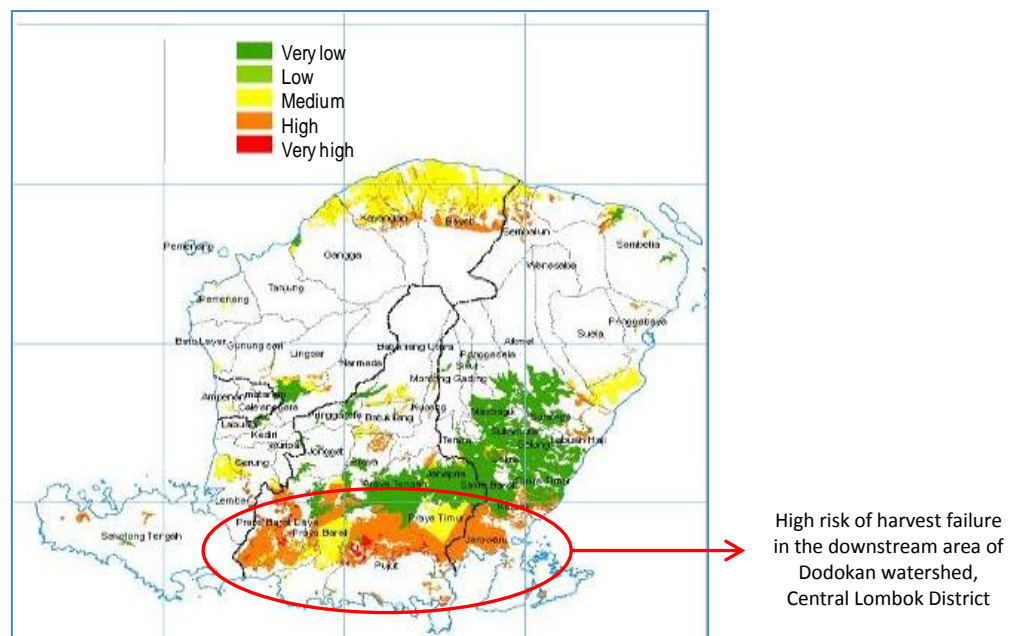 Very low
Low
Medium
High
Very high
Kayangan
Bayan
Sembalun
Sambelia
Pemenang
Gangga
Wanasaba
Tanjung
Pemenang
Pringgabaya
Suela
Batu Layar
Gunung sari
Lingsar
Batukliang Utara
Aikmel
Narmada
Montong Gading
Ampenan
mataram
Cakranegara
Batukliang
Kopang
Masbagik
Sukamulia
Selong
Labuhan Haji
Labuapi
Kediri
Terara
Jonggat
Gerung
Praya
Janapria
Praya Tengah
Sakra Barat
Lembar
Praya Timur
Praya Barat Daya
Praya Barat
Sekotong Tengah
Jerowaru
Pujut
High risk of harvest failure
in the downstream area of
Dodokan watershed,
Central Lombok District